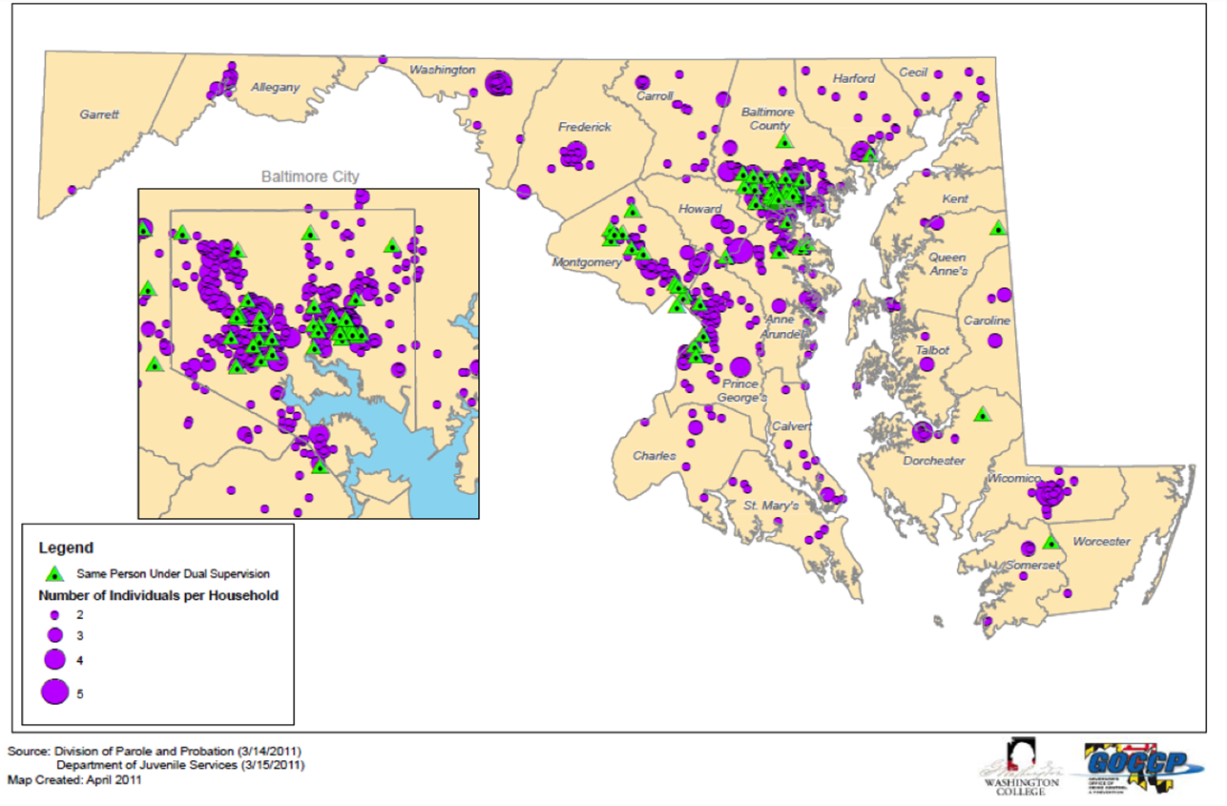 Garrett
Allegany
Washington
Frederick
Carroll
Baltimore
County
Harford
Cecil
Baltimore City
Howard
Montgomery
Kent
Queen
Anne's
Caroline
Anne
Arundel
Talbot
Prince
George's
Charles
Calvert
Dorchester
St. Mary's
Wicomico
Worcester
Somerset
Legend
Same Person Under Dual Supervision
Number of Individuals per Household
2
3
4
5
Source: Division of Parole and Probation (3/14/2011)
Department of Juvenile Services (3/15/2011)
Map Created: April 2011
WASHINGTON
COLLEGE
GOCCP
GOVERNOR'S
OFFICE OF
CRIME CONTROL
& PREVENTION